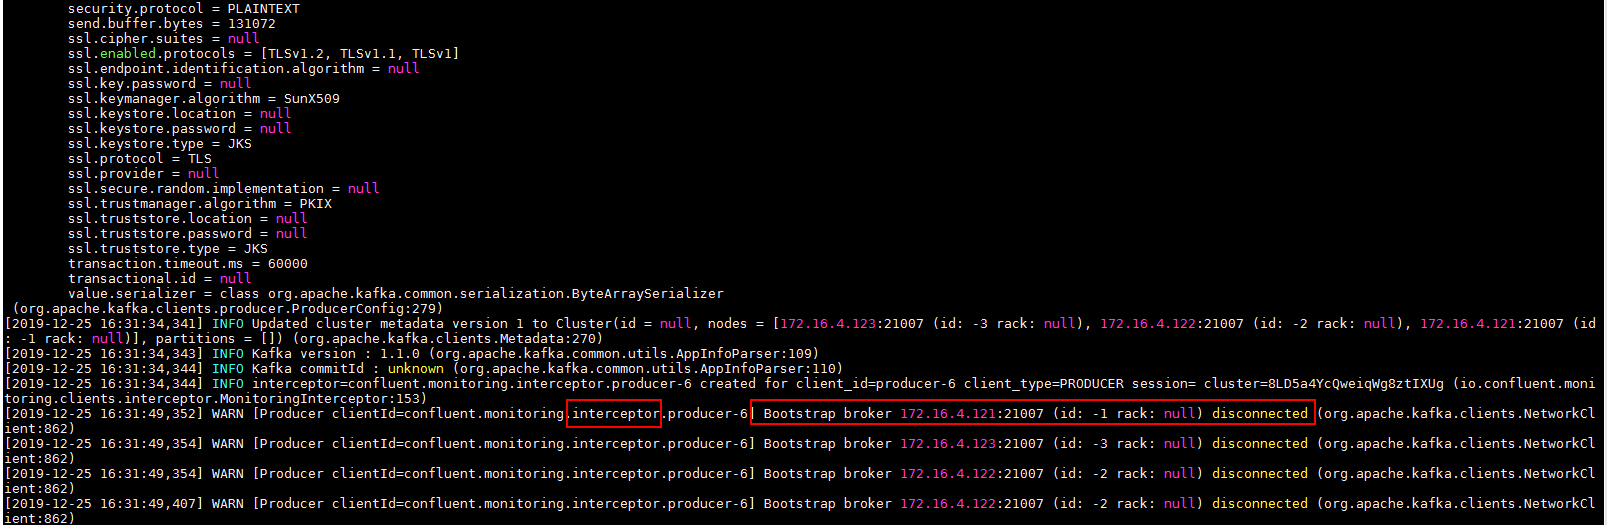 security.protocol = PLAINTEXT
send.buffer.bytes = 131072
ssl.cipher.suites = null
ssl.enabled.protocols = [TLSv1.2, TLSv1.1, TLSv1]
ssl.endpoint.identification.algorithm = null
ssl.key.password = null
ssl.keymanager.algorithm = SunX509
ssl.keystore.location = null
ssl.keystore.password = null
ssl.keystore.type = JKS
ssl.protocol = TLS
ssl.provider = null
ssl.secure.random.implementation = null
ssl.trustmanager.algorithm = PKIX
ssl.truststore.location = null
ssl.truststore.password = null
ssl.truststore.type = JKS
transaction.timeout.ms = 60000
transactional.id = null
value.serializer = class org.apache.kafka.common.serialization.ByteArraySerializer
(org.apache.kafka.clients.producer.ProducerConfig:279)
[2019-12-25 16:31:34,341] INFO Updated cluster metadata version 1 to Cluster(id = null, nodes = [172.16.4.123:21007 (id: -3 rack: null), 172.16.4.122:21007 (id: -2 rack: null), 172.16.4.121:21007 (id
: -1 rack: null)], partitions = []) (org.apache.kafka.clients.Metadata:270)
[2019-12-25 16:31:34,343] INFO Kafka version : 1.1.0 (org.apache.kafka.common.utils.AppInfoParser:109)
[2019-12-25 16:31:34,344] INFO Kafka commitId : unknown (org.apache.kafka.common.utils.AppInfoParser:110)
[2019-12-25 16:31:34,344] INFO interceptor=confluent.monitoring.interceptor.producer-6 created for client_id=producer-6 client_type=PRODUCER session= cluster=8LD5a4YcQweiqWg8ztIXUg (io.confluent.moni
toring.clients.interceptor.MonitoringInterceptor:153)
[2019-12-25 16:31:49,352] WARN [Producer clientId=confluent.monitoring.interceptor.producer-6] Bootstrap broker 172.16.4.121:21007 (id: -1 rack: null) disconnected (org.apache.kafka.clients.NetworkCl
ient:862)
[2019-12-25 16:31:49,354] WARN [Producer clientId=confluent.monitoring.interceptor.producer-6] Bootstrap broker 172.16.4.123:21007 (id: -3 rack: null) disconnected (org.apache.kafka.clients.NetworkCl
ient:862)
[2019-12-25 16:31:49,354] WARN [Producer clientId=confluent.monitoring.interceptor.producer-6] Bootstrap broker 172.16.4.122:21007 (id: -2 rack: null) disconnected (org.apache.kafka.clients.NetworkCl
ient:862)
[2019-12-25 16:31:49,407] WARN [Producer clientId=confluent.monitoring.interceptor.producer-6] Bootstrap broker 172.16.4.122:21007 (id: -2 rack: null) disconnected (org.apache.kafka.clients.NetworkCl
ient:862)